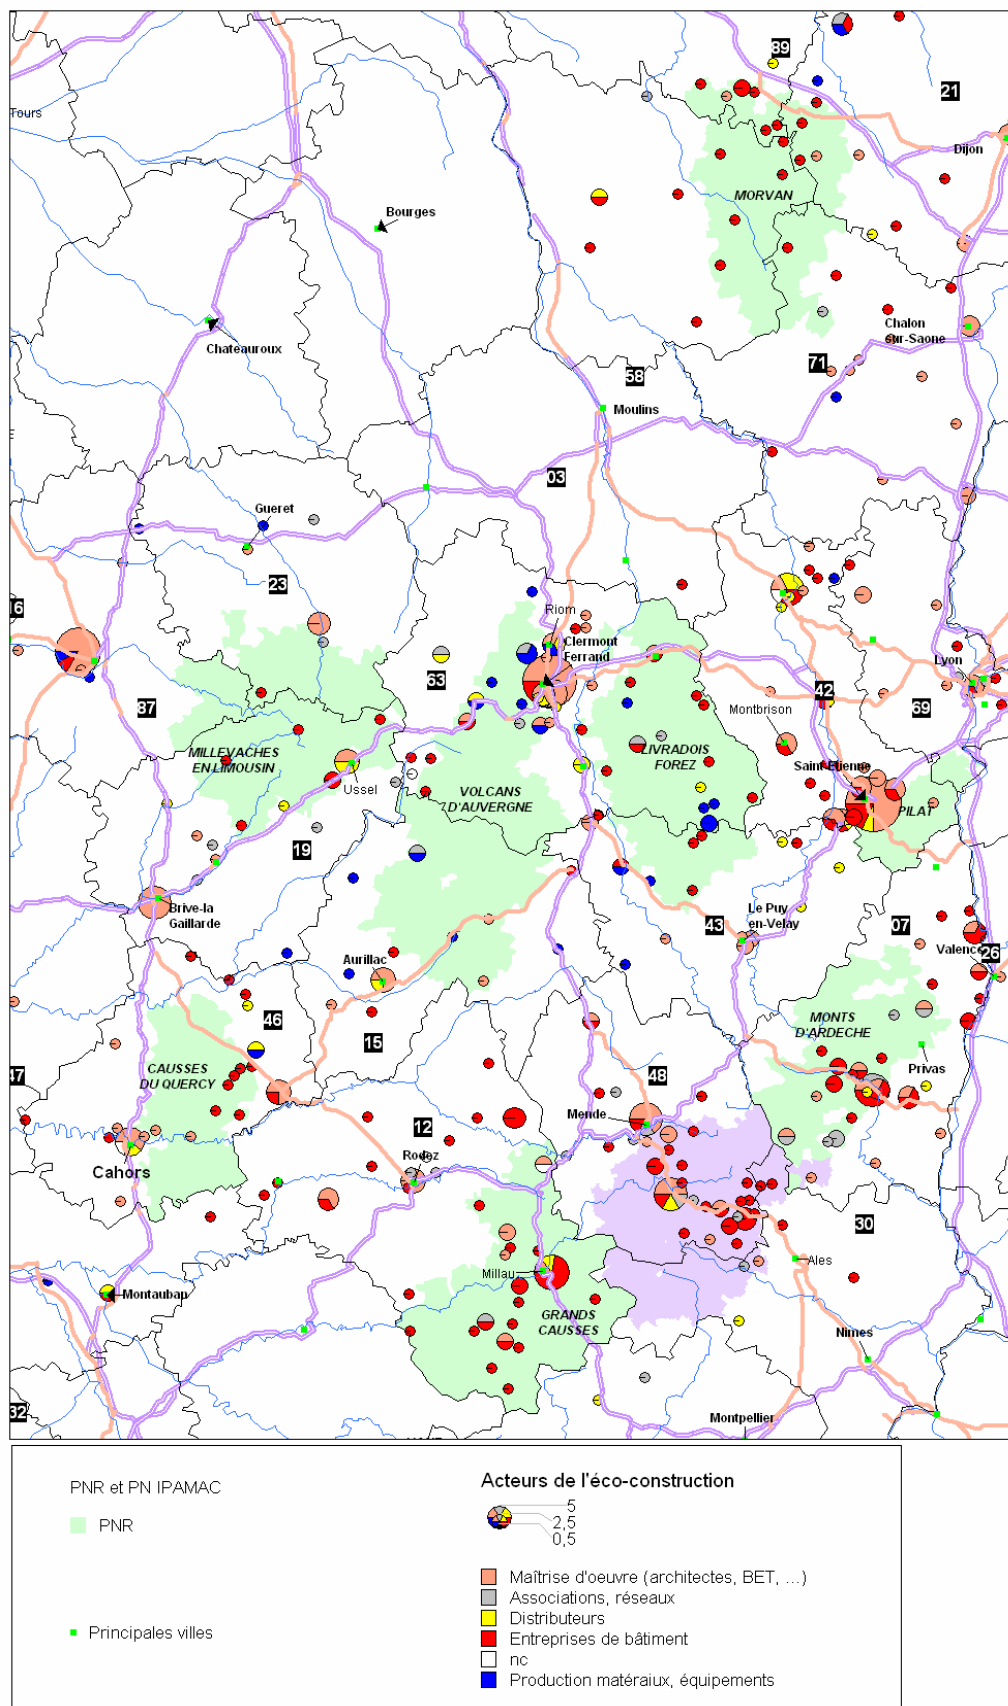 89
21
Tours
Dijon
MORVAN
Bourges
Chateauroux
Chalon
sur-Saone
71
58
Moulins
03
Gueret
23
16
Riom
Clermont
Ferrand
63
Lyon
42
69
87
Montbrison
MILLEVACHES
EN LIMOUSIN
LIVRADOIS
FOREZ
Saint-Etienne
Ussel
VOLCANS
D'AUVERGNE
PILAT
19
Brive-la
Gaillarde
Le Puy
en-Velay
43
07
Valence
26
Aurillac
46
15
MONTS
D'ARDECHE
CAUSSES
DU QUERCY
47
48
Privas
Mende
12
Rodez
Cahors
30
Millau
Ales
Montauban
GRANDS
CAUSSES
Nimes
32
Montpellier
PNR et PN IPAMAC
PNR
Principales villes
Acteurs de l'éco-construction
5
2,5
0,5
Maîtrise d'oeuvre (architectes, BET, ...)
Associations, réseaux
Distributeurs
Entreprises de bâtiment
nc
Production matéraiux, équipements